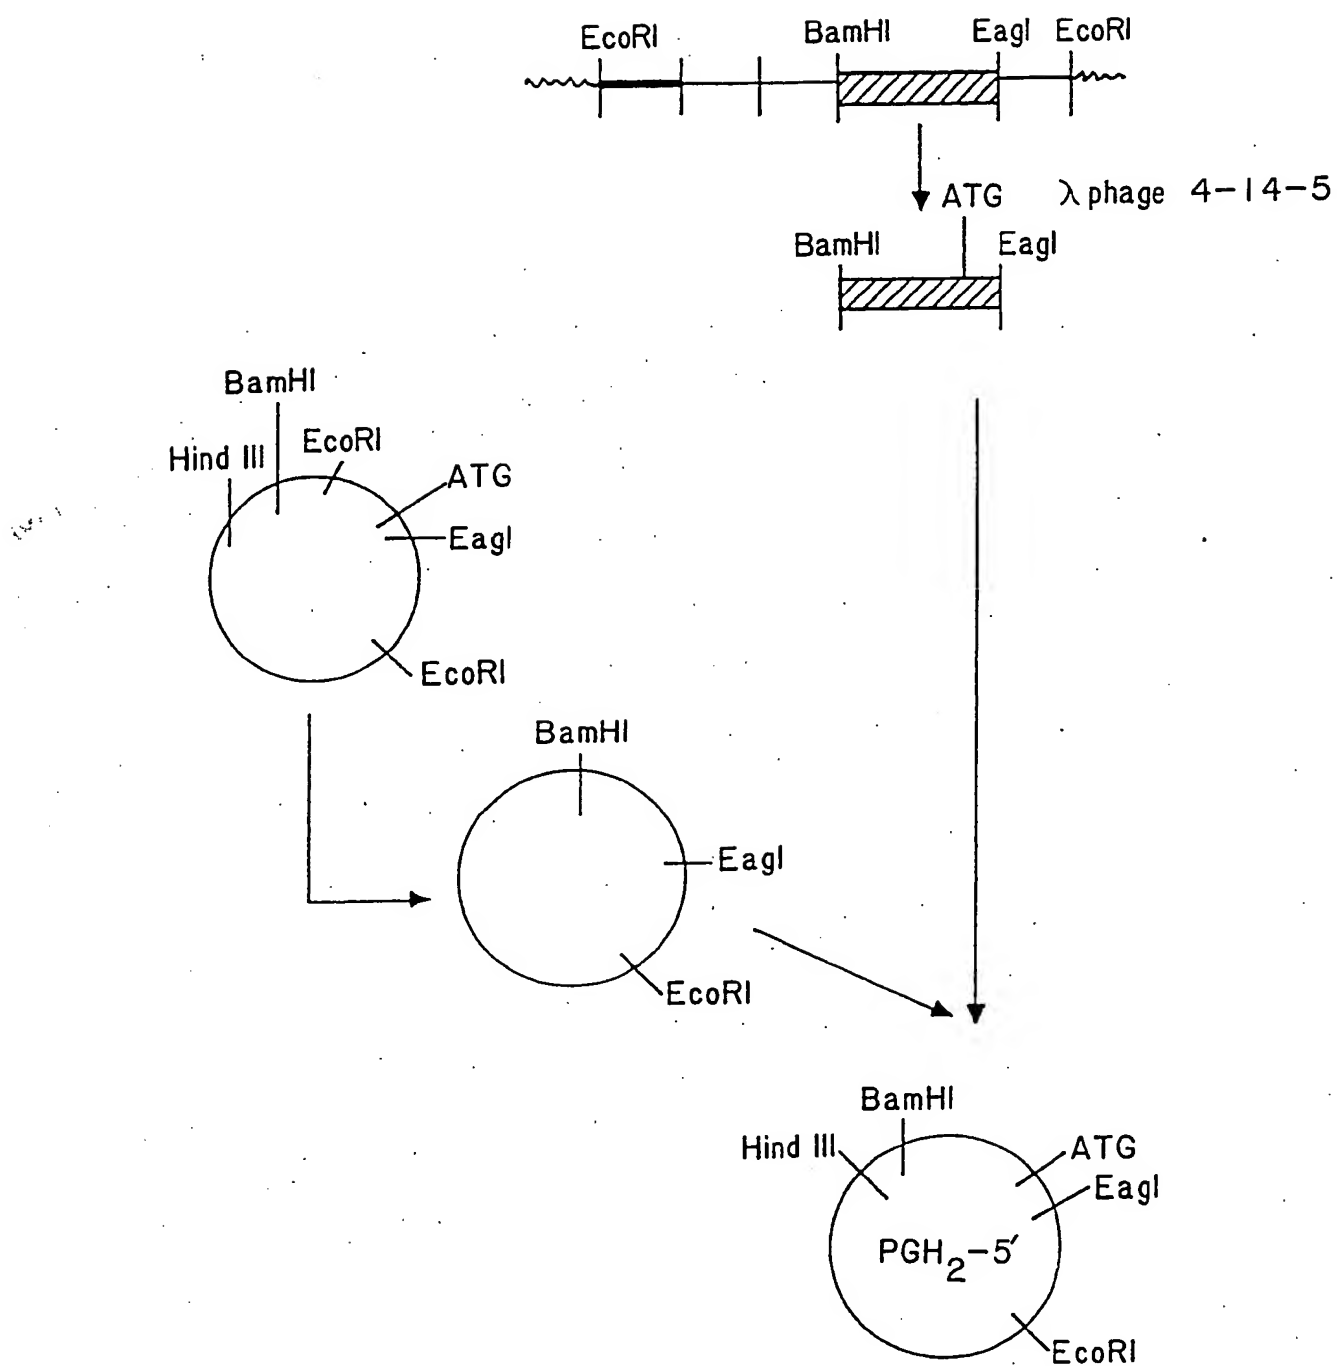 EcoRI
BamHI
EagI
EcoRI
ATG
λ phage 4-14-5
BamHI
EagI
BamHI
EcoRI
Hind III
ATG
EagI
EcoRI
BamHI
EagI
EcoRI
BamHI
Hind III
ATG
EagI
PGH₂-5′
EcoRI